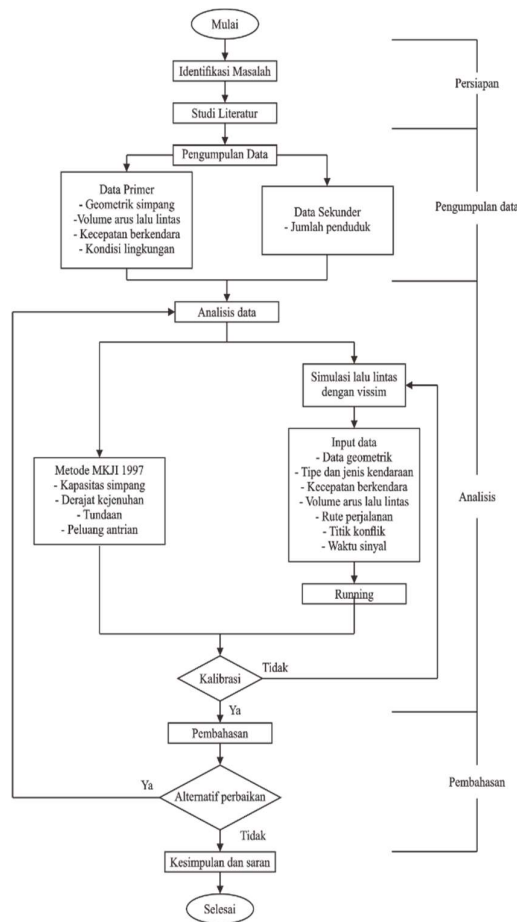 Mulai
Identifikasi Masalah
Persiapan
Studi Literatur
Pengumpulan Data
Data Primer
- Geometrik simpang
-Volume arus lalu lintas
- Kecepatan berkendara
- Kondisi lingkungan
Data Sekunder
- Jumlah penduduk
Pengumpulan data
Analisis data
Simulasi lalu lintas
dengan vissim
Metode MKJI 1997
- Kapasitas simpang
- Derajat kejenuhan
- Tundaan
- Peluang antrian
Input data
- Data geometrik
- Tipe dan jenis kendaraan
- Kecepatan berkendara
- Volume arus lalu lintas
- Rute perjalanan
- Titik konflik
- Waktu sinyal
Analisis
Running
Kalibrasi
Tidak
Ya
Pembahasan
Pembahasan
Ya
Alternatif perbaikan
Tidak
Kesimpulan dan saran
Selesai